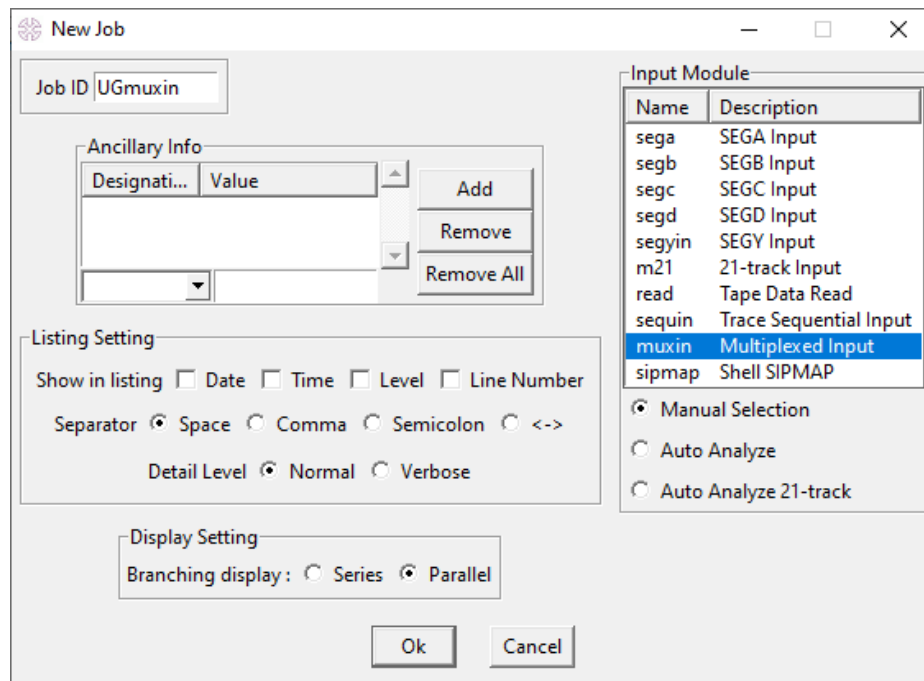 New Job
Job ID UGmuxin
Ancillary Info
Designati... Value
Add
Remove
Remove All
Listing Setting
Show in listing Date Time Level Line Number
Separator Space Comma Semicolon <->
Detail Level Normal Verbose
Display Setting
Branching display : Series Parallel
Ok Cancel
Input Module
Name Description
sega SEGA Input
segb SEGB Input
segc SEGC Input
segd SEGD Input
segyin SEGY Input
m21 21-track Input
read Tape Data Read
sequin Trace Sequential Input
muxin Multiplexed Input
sipmap Shell SIPMAP
Manual Selection
Auto Analyze
Auto Analyze 21-track